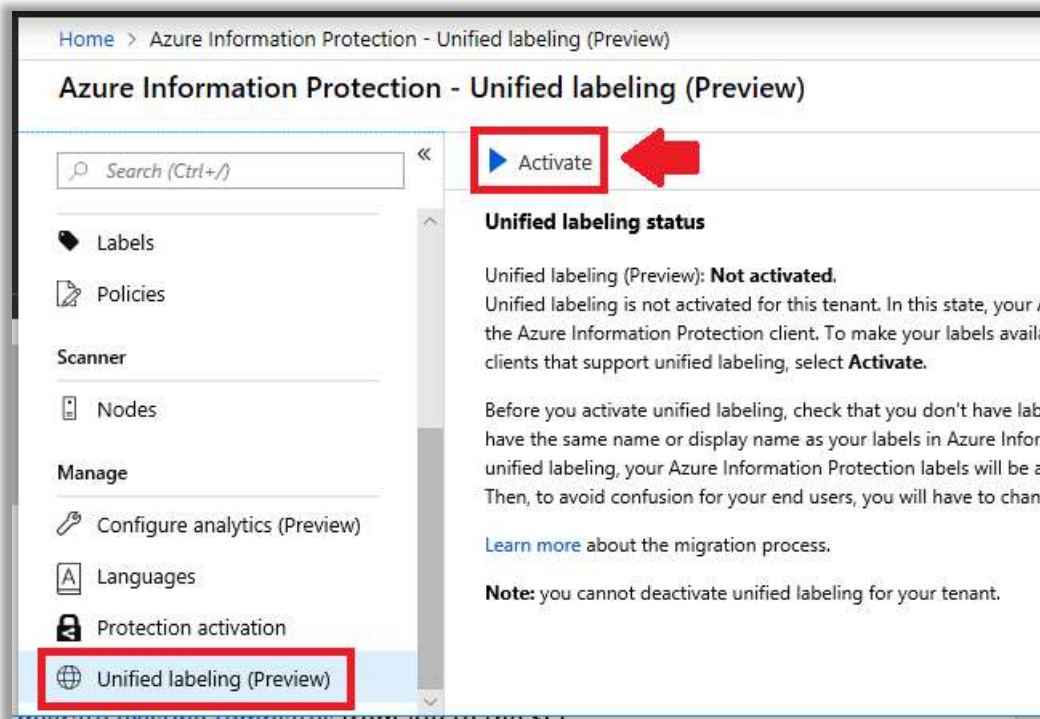 Home > Azure Information Protection - Unified labeling (Preview)
Azure Information Protection - Unified labeling (Preview)
Search (Ctrl+/)
«
Labels
Policies
Scanner
Nodes
Manage
Configure analytics (Preview)
Languages
Protection activation
Unified labeling (Preview)
Activate
Unified labeling status
Unified labeling (Preview): Not activated.
Unified labeling is not activated for this tenant. In this state, your
the Azure Information Protection client. To make your labels
clients that support unified labeling, select Activate.
Before you activate unified labeling, check that you don't have
have the same name or display name as your labels in Azure
unified labeling, your Azure Information Protection labels will be
Then, to avoid confusion for your end users, you will have to
Learn more about the migration process.
Note: you cannot deactivate unified labeling for your tenant.